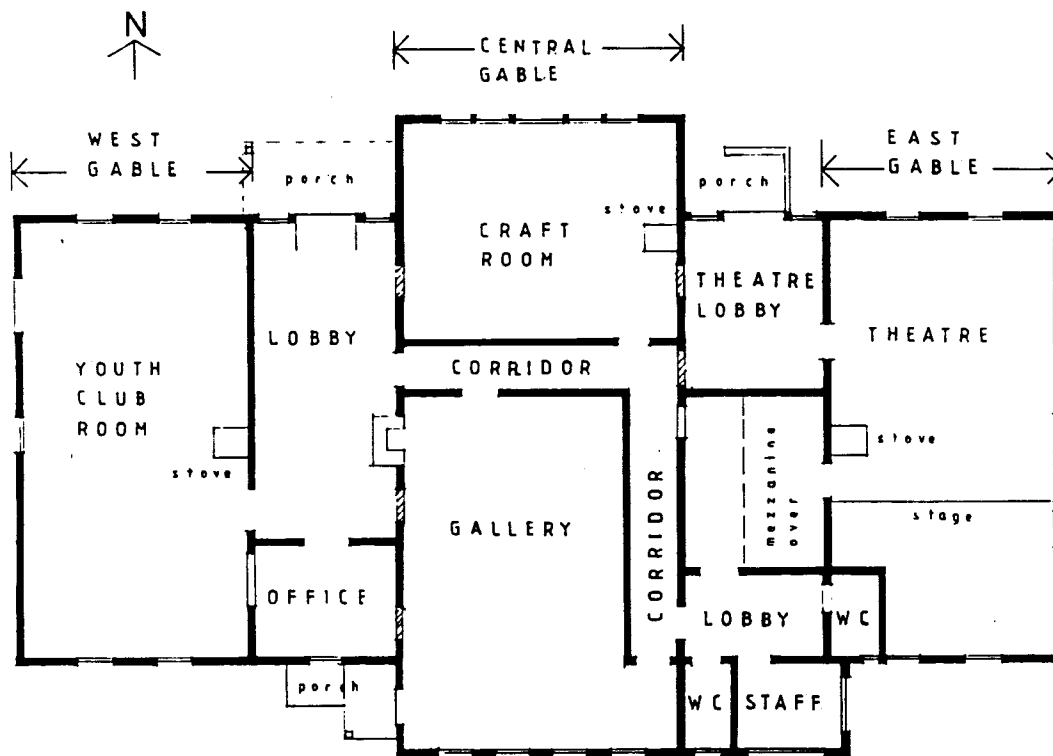 N
CENTRAL
GABLE
WEST
GABLE
EAST
GABLE
porch
porch
stove
CRAFT
ROOM
THEATRE
LOBBY
LOBBY
THEATRE
CORRIDOR
YOUTH
CLUB
ROOM
stove
stove
mezzanine
over
GALLERY
CORRIDOR
stage
OFFICE
LOBBY
WC
porch
WC
STAFF